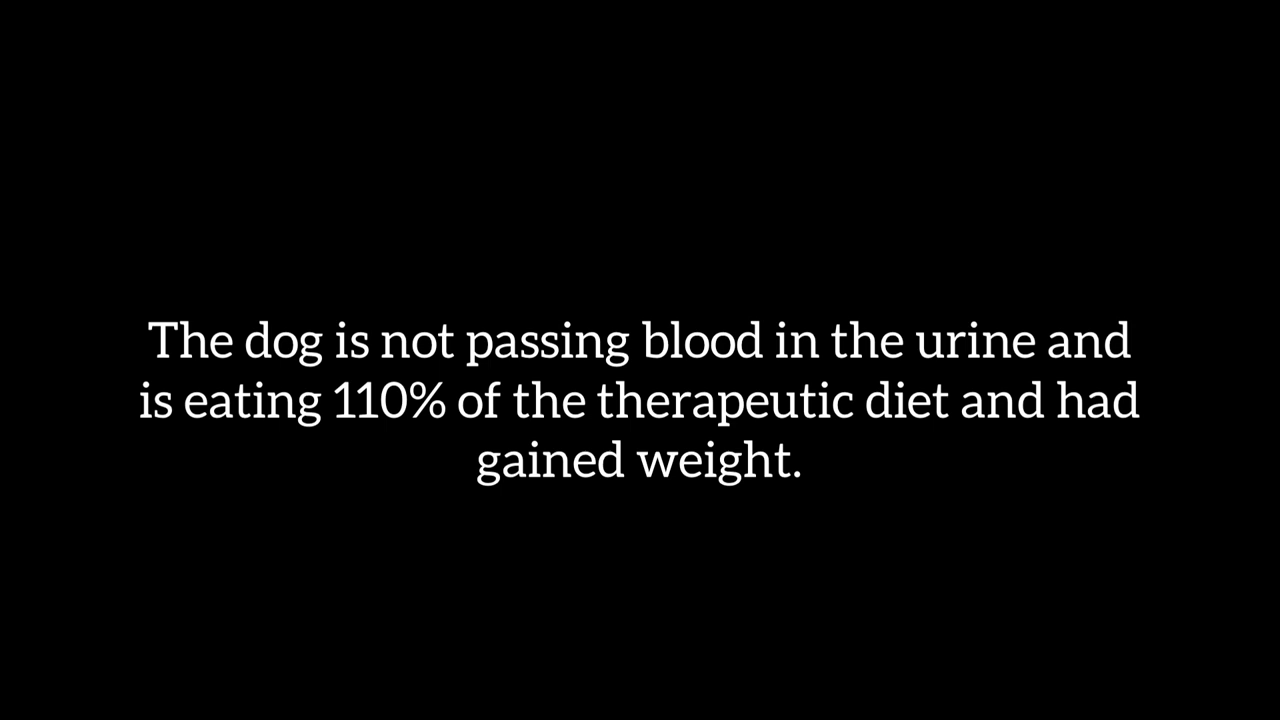 The dog is not passing blood in the urine and
is eating 110% of the therapeutic diet and had
gained weight.